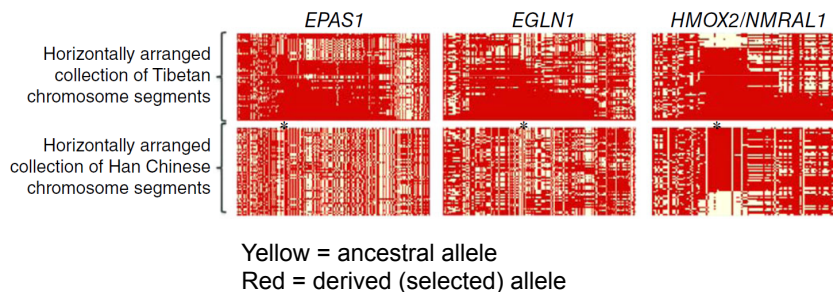 EPAS1 EGLN1 HMOX2/NMRAL1
Horizontally arranged
collection of Tibetan
chromosome segments
* * *
Horizontally arranged
collection of Han Chinese
chromosome segments
Yellow = ancestral allele
Red = derived (selected) allele